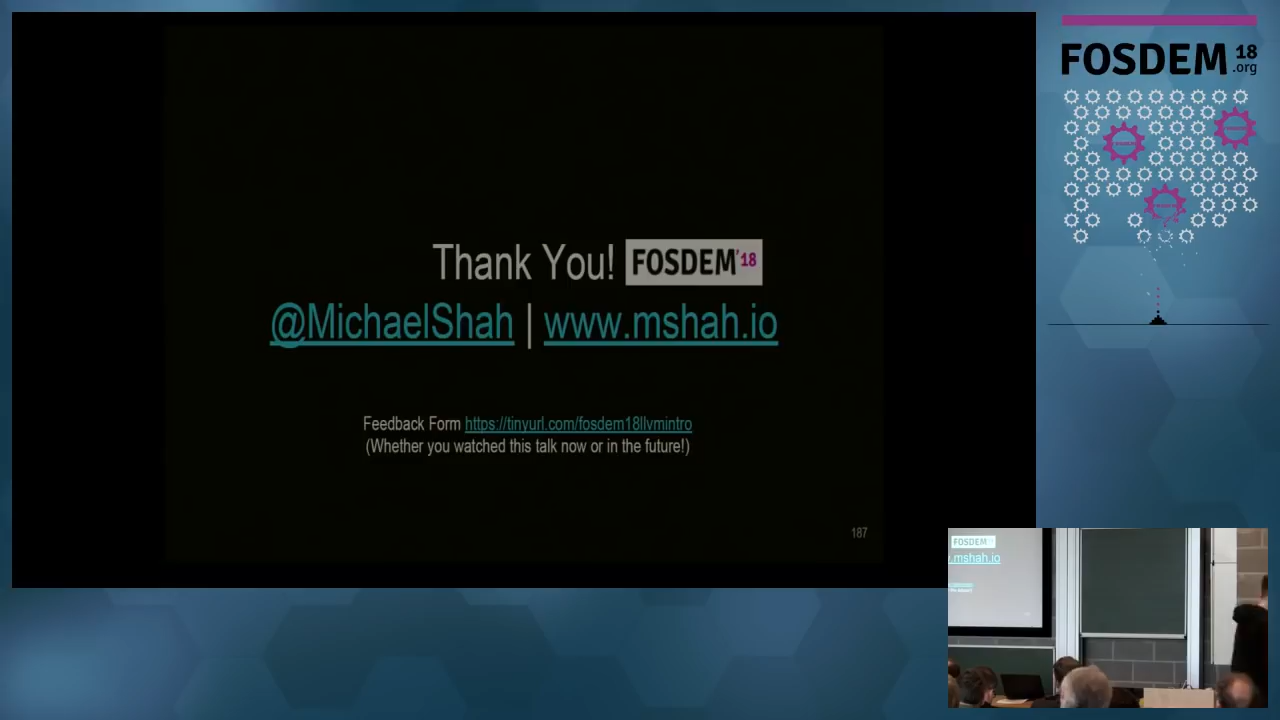 Thank You! FOSDEM'18
@MichaelShah | www.mshah.io
Feedback Form https://tinyurl.com/fosdem18llvmintro
(Whether you watched this talk now or in the future!)
187
FOSDEM 18
.org
FOSDEM
.mshah.io